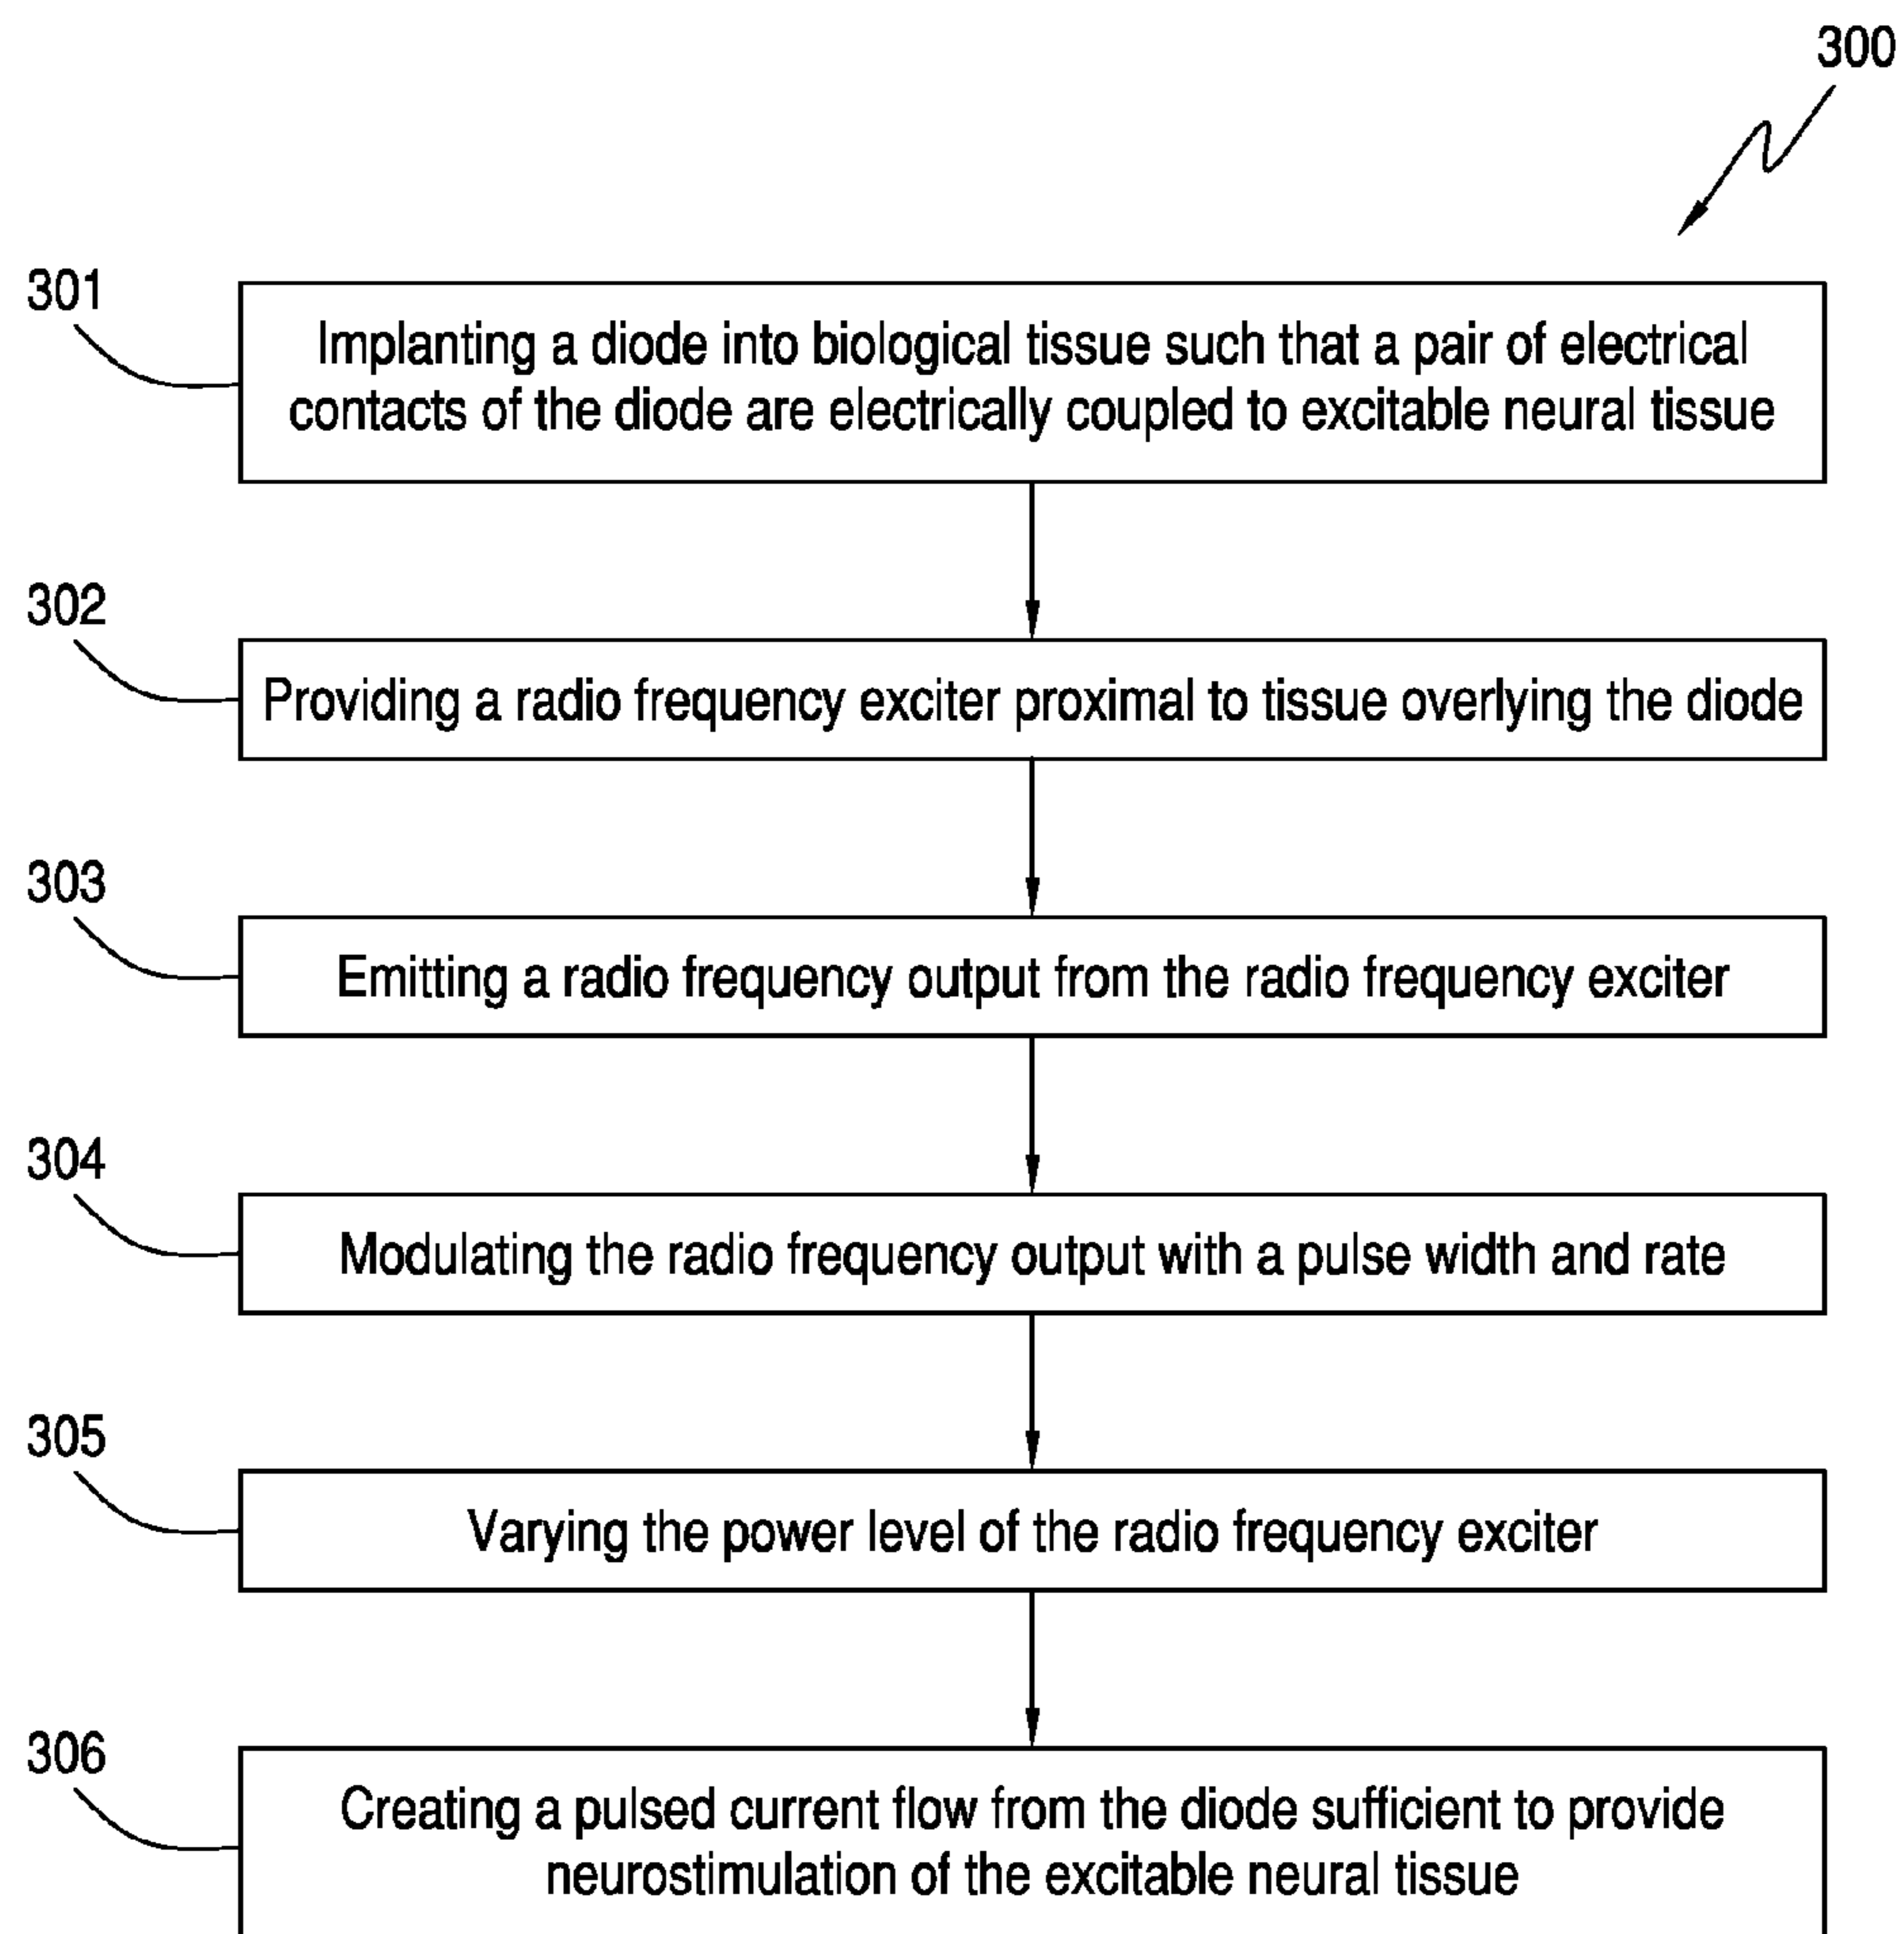 300
301
Implanting a diode into biological tissue such that a pair of electrical
contacts of the diode are electrically coupled to excitable neural tissue
302
Providing a radio frequency exciter proximal to tissue overlying the diode
303
Emitting a radio frequency output from the radio frequency exciter
304
Modulating the radio frequency output with a pulse width and rate
305
Varying the power level of the radio frequency exciter
306
Creating a pulsed current flow from the diode sufficient to provide
neurostimulation of the excitable neural tissue